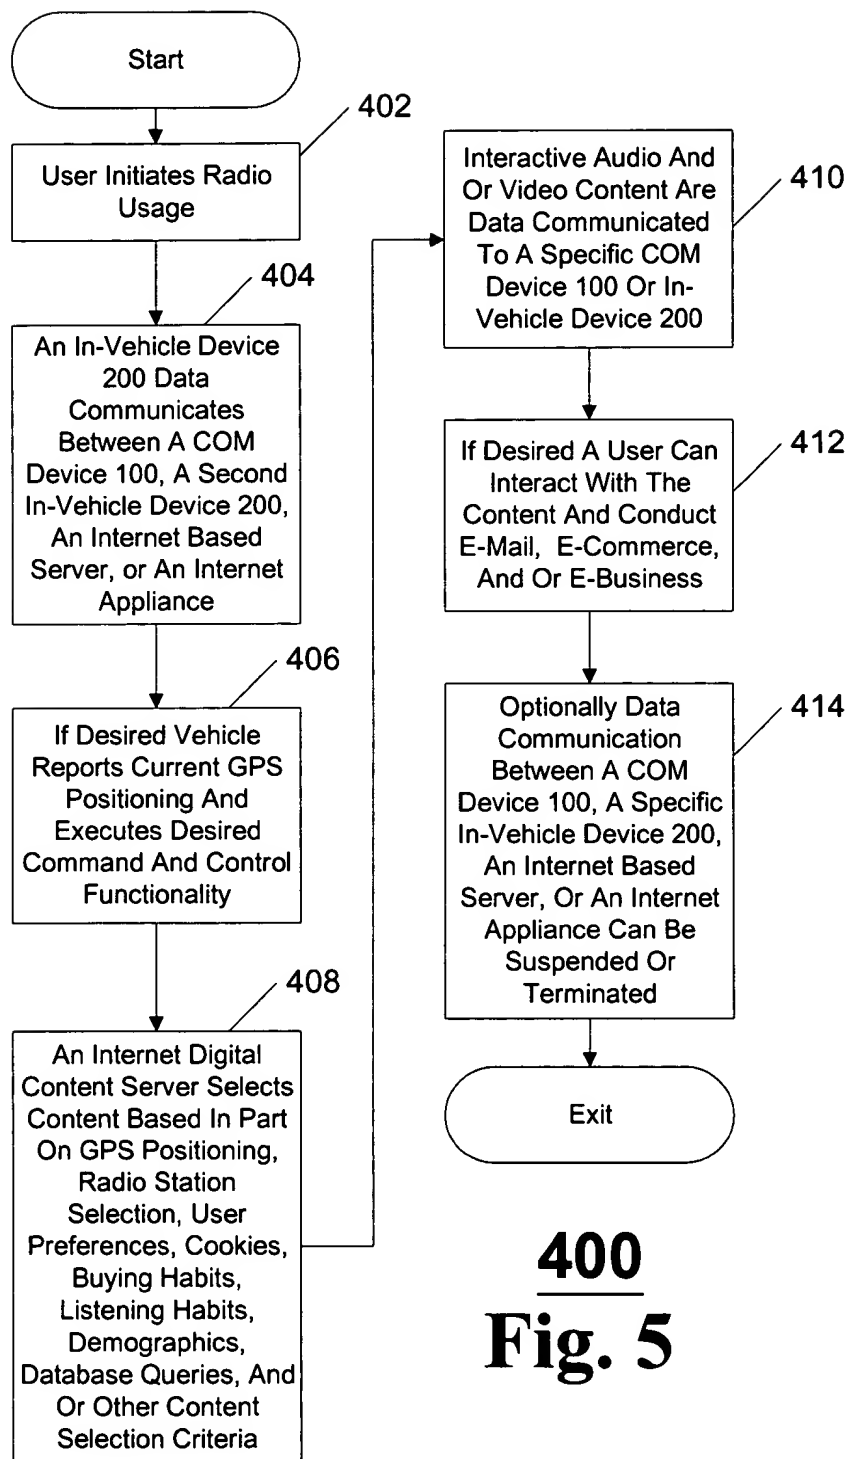 Start
402
User Initiates Radio
Usage
404
An In-Vehicle Device
200 Data
Communicates
Between A COM
Device 100, A Second
In-Vehicle Device 200,
An Internet Based
Server, or An Internet
Appliance
406
If Desired Vehicle
Reports Current GPS
Positioning And
Executes Desired
Command And Control
Functionality
408
An Internet Digital
Content Server Selects
Content Based In Part
On GPS Positioning,
Radio Station
Selection, User
Preferences, Cookies,
Buying Habits,
Listening Habits,
Demographics,
Database Queries, And
Or Other Content
Selection Criteria
410
Interactive Audio And
Or Video Content Are
Data Communicated
To A Specific COM
Device 100 Or In-
Vehicle Device 200
412
If Desired A User Can
Interact With The
Content And Conduct
E-Mail, E-Commerce,
And Or E-Business
414
Optionally Data
Communication
Between A COM
Device 100, A Specific
In-Vehicle Device 200,
An Internet Based
Server, Or An Internet
Appliance Can Be
Suspended Or
Terminated
Exit
400
Fig. 5